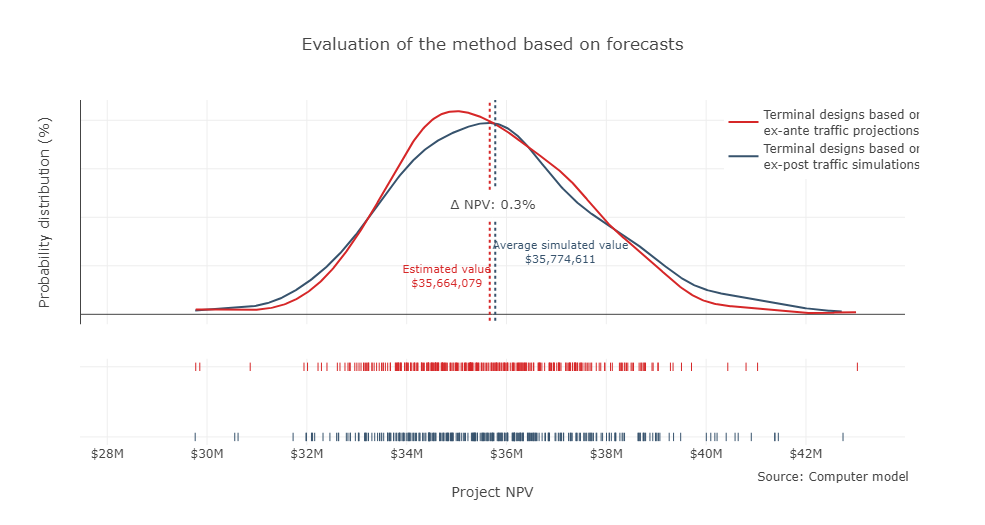 Evaluation of the method based on forecasts
Probability distribution (%)
Terminal designs based on
ex-ante traffic projections
Terminal designs based on
ex-post traffic simulations
Δ NPV: 0.3%
Average simulated value
$35,774,611
Estimated value
$35,664,079
$28M $30M $32M $34M $36M $38M $40M $42M
Source: Computer model
Project NPV